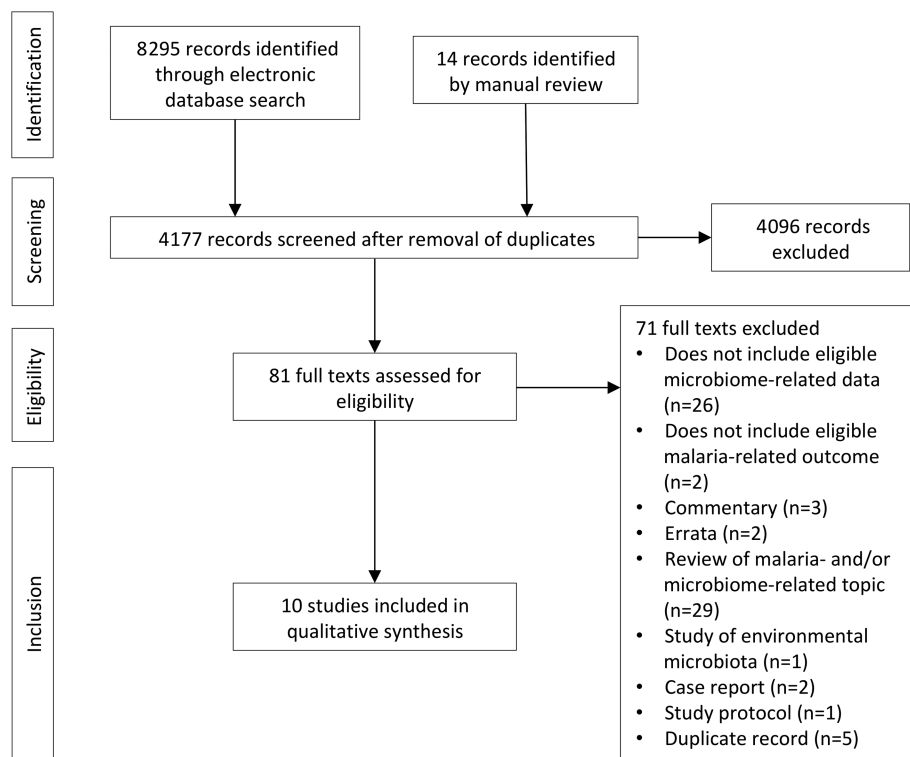 Identification
8295 records identified
through electronic
database search
14 records identified
by manual review
Screening
4177 records screened after removal of duplicates
4096 records
excluded
Eligibility
81 full texts assessed for
eligibility
71 full texts excluded
• Does not include eligible
microbiome-related data
(n=26)
• Does not include eligible
malaria-related outcome
(n=2)
• Commentary (n=3)
• Errata (n=2)
• Review of malaria- and/or
microbiome-related topic
(n=29)
• Study of environmental
microbiota (n=1)
• Case report (n=2)
• Study protocol (n=1)
• Duplicate record (n=5)
Inclusion
10 studies included in
qualitative synthesis